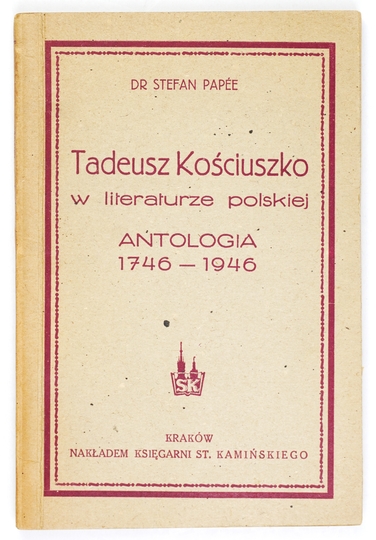 DR STEFAN PAPÉE
Tadeusz Kościuszko
w literaturze polskiej
ANTOLOGIA
1746 — 1946
SK
KRAKÓW
NAKŁADEM KSIĘGARNI ST. KAMIŃSKIEGO